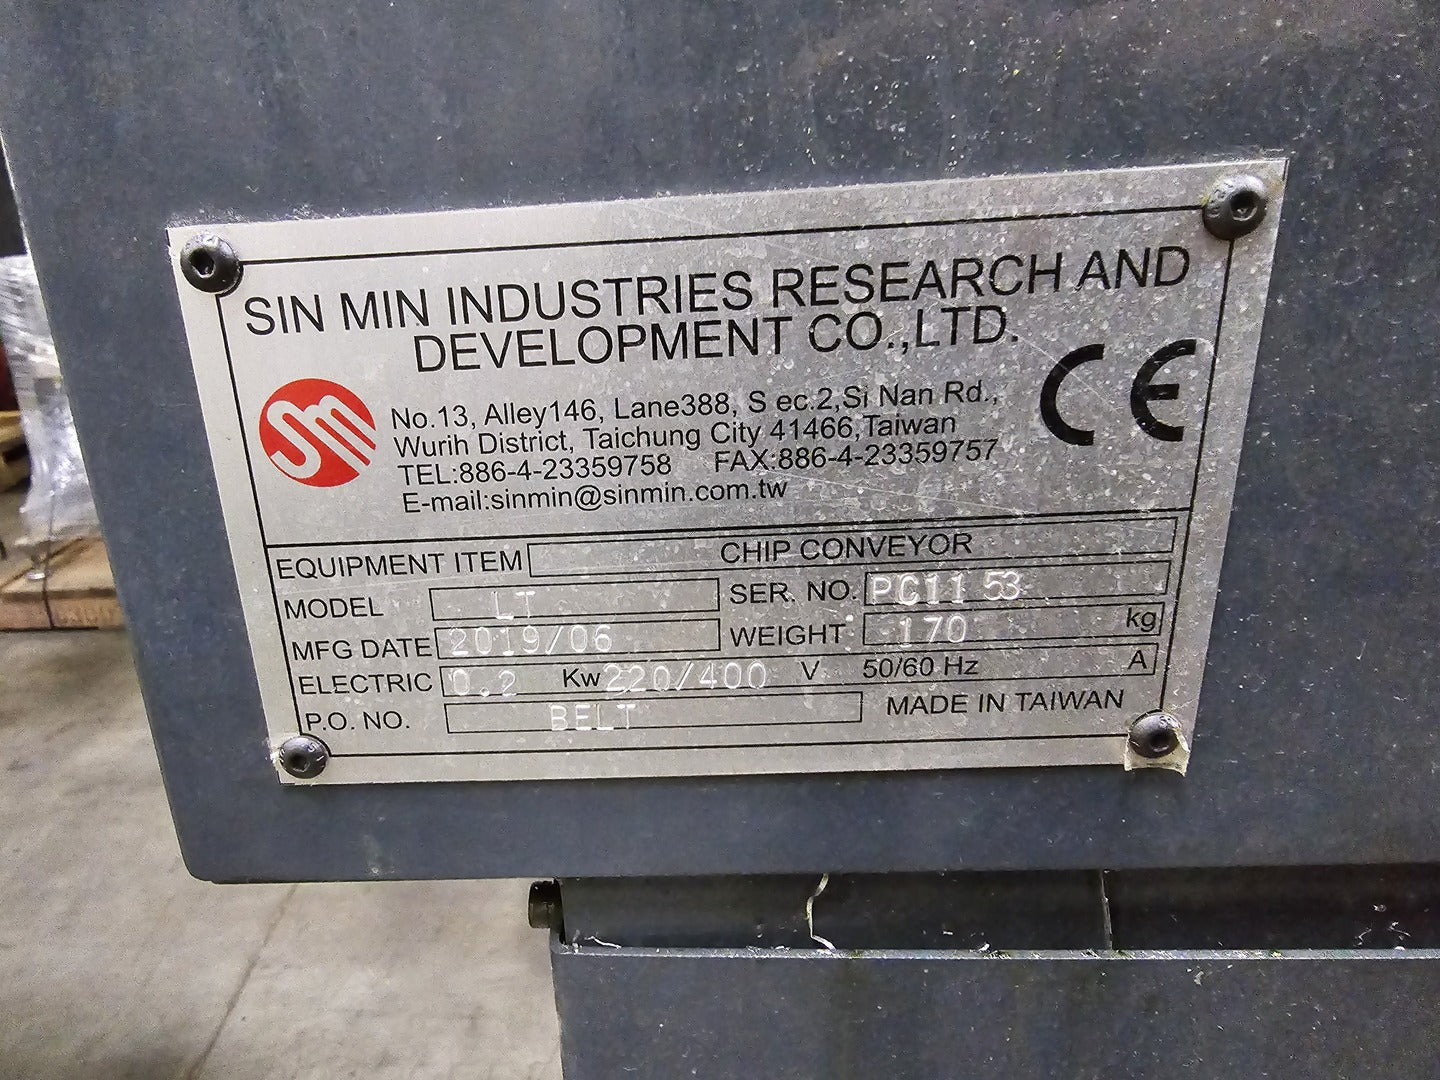 SIN MIN INDUSTRIES RESEARCH AND
DEVELOPMENT CO.,LTD.
CE
SM
No.13, Alley146, Lane388, S ec.2,Si Nan Rd.,
Wurih District, Taichung City 41466,Taiwan
TEL:886-4-23359758 FAX:886-4-23359757
E-mail:sinmin@sinmin.com.tw
EQUIPMENT ITEM CHIP CONVEYOR
MODEL LT SER. NO. PC1153
MFG DATE 2019/06 WEIGHT 170 kg
ELECTRIC 0.2 Kw 220/400 V 50/60 Hz A
P.O. NO. BELT MADE IN TAIWAN